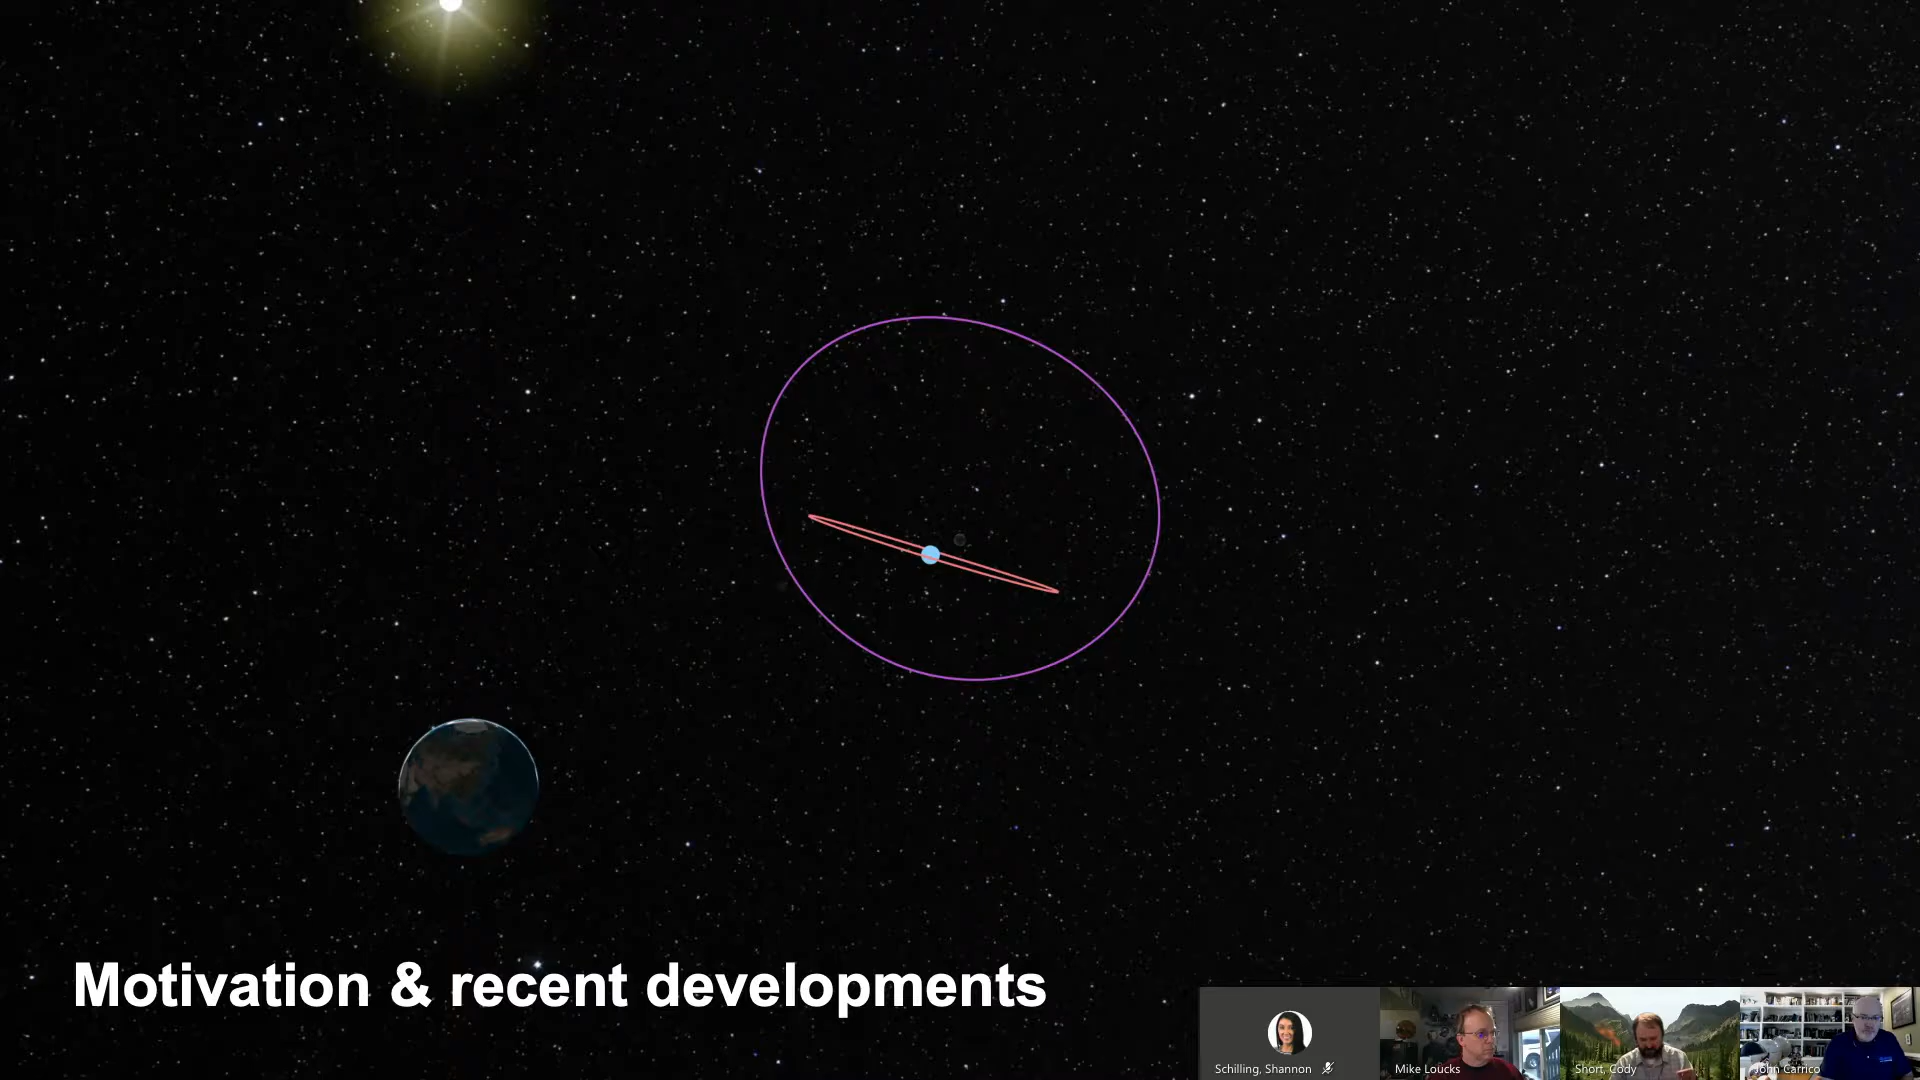 Motivation & recent developments
Schilling, Shannon
Mike Loucks
Short, Cody
John Carrico